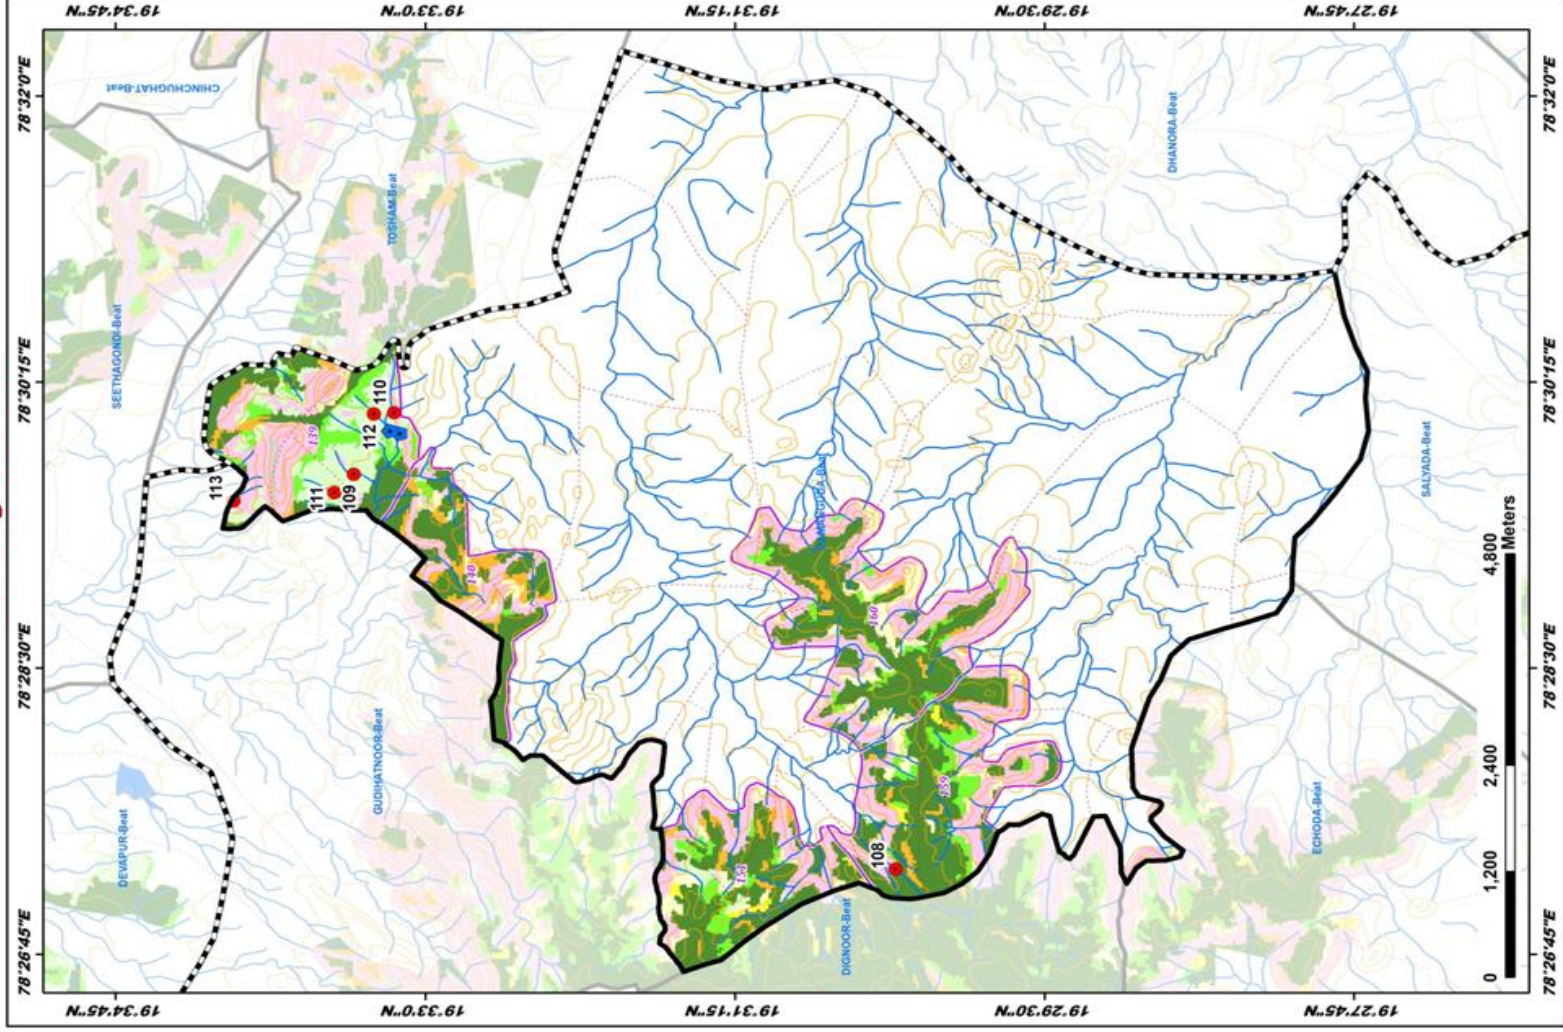 19°34'45"N
19°33'0"N
19°31'15"N
19°29'30"N
19°27'45"N
78°32'0"E
78°32'0"E
CHINCHUGHAT-Beat
DHANORA-Beat
TOSHAM-Beat
SEETHAGONDI-Beat
78°30'15"E
78°30'15"E
139
110
112
113
111
109
SALYADA-Beat
140
160
78°28'30"E
78°28'30"E
GUDIHATNOOR-Beat
159
DEVAPUR-Beat
ECHODA-Beat
151
108
DIGNOOR-Beat
78°26'45"E
78°26'45"E
0 1,200 2,400 4,800
Meters
19°34'45"N
19°33'0"N
19°31'15"N
19°29'30"N
19°27'45"N